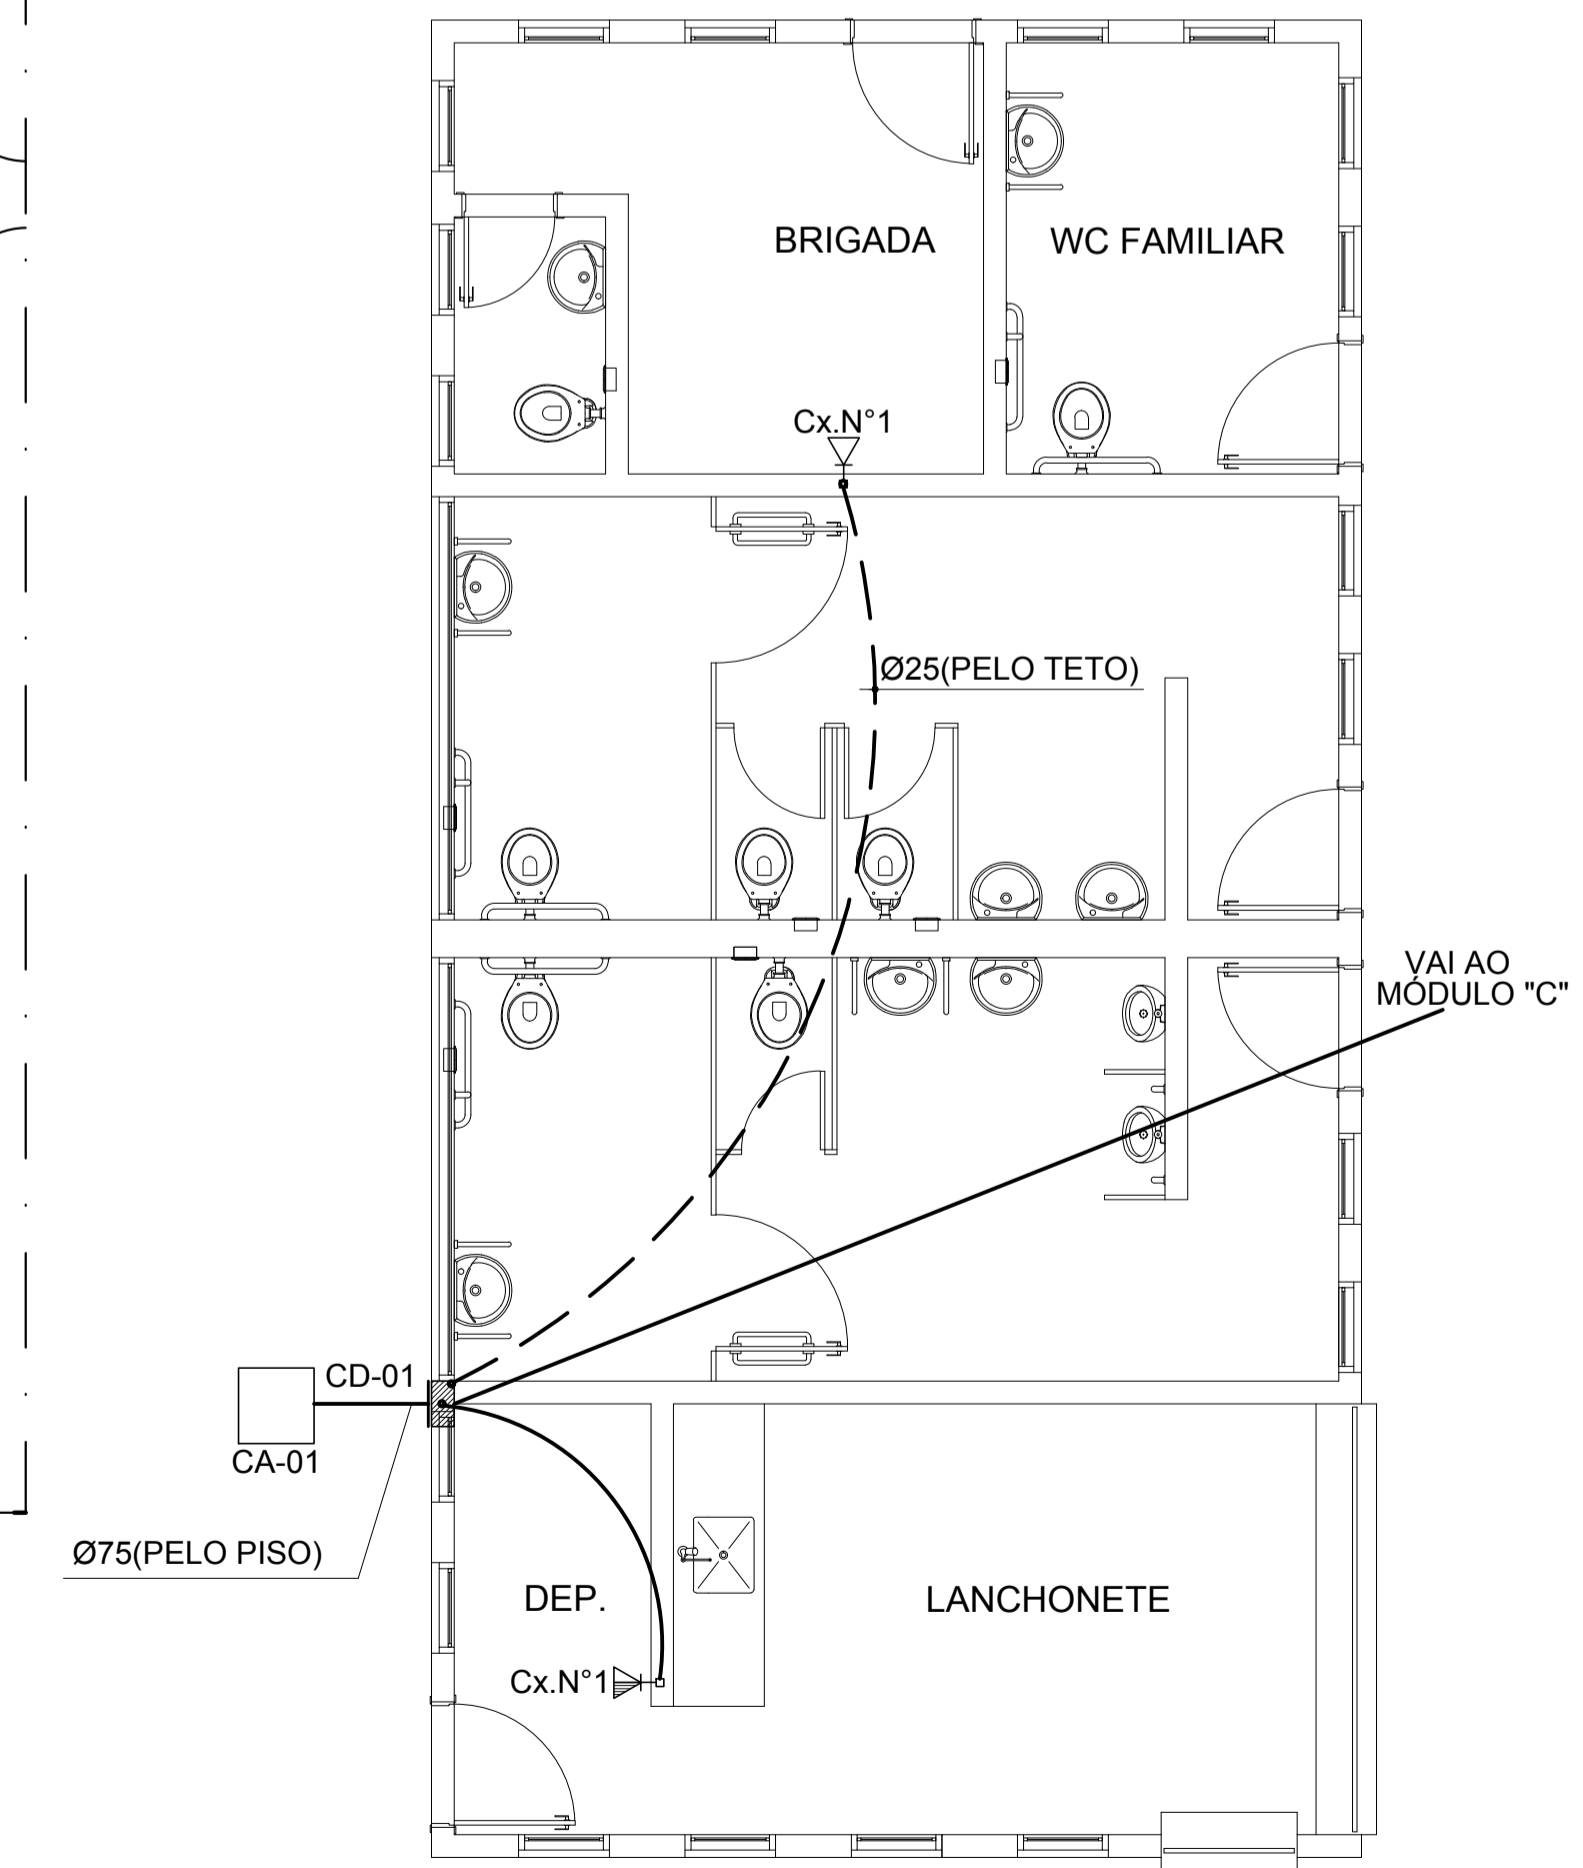 BRIGADA
WC FAMILIAR
Cx.N°1
Ø25(PELO TETO)
VAI AO
MÓDULO "C"
CD-01
CA-01
Ø75(PELO PISO)
DEP.
LANCHONETE
Cx.N°1